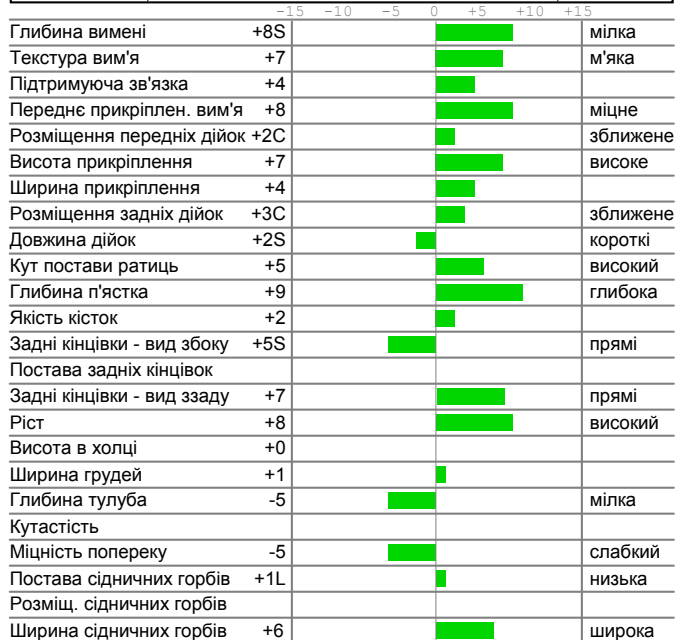 -15 -10 -5 0 +5 +10 +15
Глибина вимені +8S мілка
Текстура вим'я +7 м'яка
Підтримуюча зв'язка +4
Переднє прикріплен. вим'я +8 міцне
Розміщення передніх дійок +2C зближене
Висота прикріплення +7 високе
Ширина прикріплення +4
Розміщення задніх дійок +3C зближене
Довжина дійок +2S короткі
Кут постави ратиць +5 високий
Глибина п'ястка +9 глибока
Якість кісток +2
Задні кінцівки - вид збоку +5S прямі
Постава задніх кінцівок
Задні кінцівки - вид ззаду +7 прямі
Ріст +8 високий
Висота в холці +0
Ширина грудей +1
Глибина тулуба -5 мілка
Кутастість
Міцність попереку -5 слабкий
Постава сідничних горбів +1L низька
Розміщ. сідничних горбів
Ширина сідничних горбів +6 широка